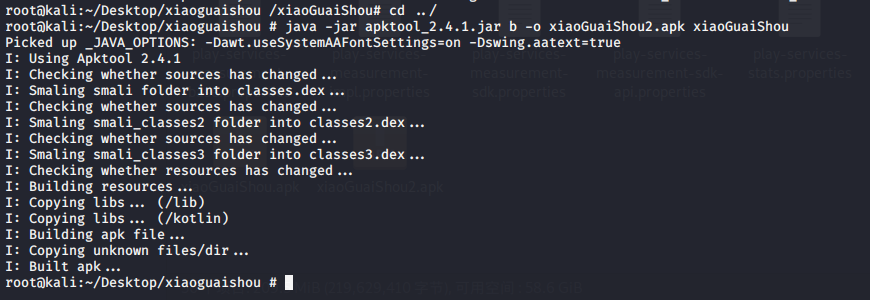 root@kali:~/Desktop/xiaoguaishou /xiaoGuaiShou# cd ../
root@kali:~/Desktop/xiaoguaishou # java -jar apktool_2.4.1.jar b -o xiaoGuaiShou2.apk xiaoGuaiShou
Picked up _JAVA_OPTIONS: -Dawt.useSystemAAFontSettings=on -Dswing.aatext=true
I: Using Apktool 2.4.1
I: Checking whether sources has changed...
I: Smaling smali folder into classes.dex...
I: Checking whether sources has changed...
I: Smaling smali_classes2 folder into classes2.dex...
I: Checking whether sources has changed...
I: Smaling smali_classes3 folder into classes3.dex...
I: Checking whether resources has changed...
I: Building resources...
I: Copying libs... (/lib)
I: Copying libs... (/kotlin)
I: Building apk file...
I: Copying unknown files/dir...
I: Built apk...
root@kali:~/Desktop/xiaoguaishou #